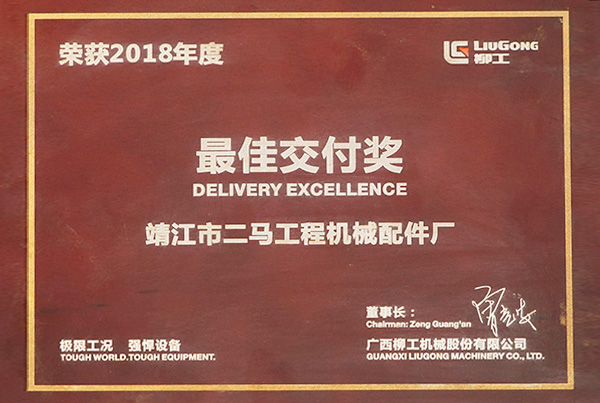 荣获2018年度
LIUGONG
柳工
最佳交付奖
DELIVERY EXCELLENCE
靖江市二马工程机械配件厂
董事长：
Chairman: Zeng Guang'an
极限工况 强悍设备
TOUGH WORLD.TOUGH EQUIPMENT.
广西柳工机械股份有限公司
GUANGXI LIUGONG MACHINERY CO., LTD.